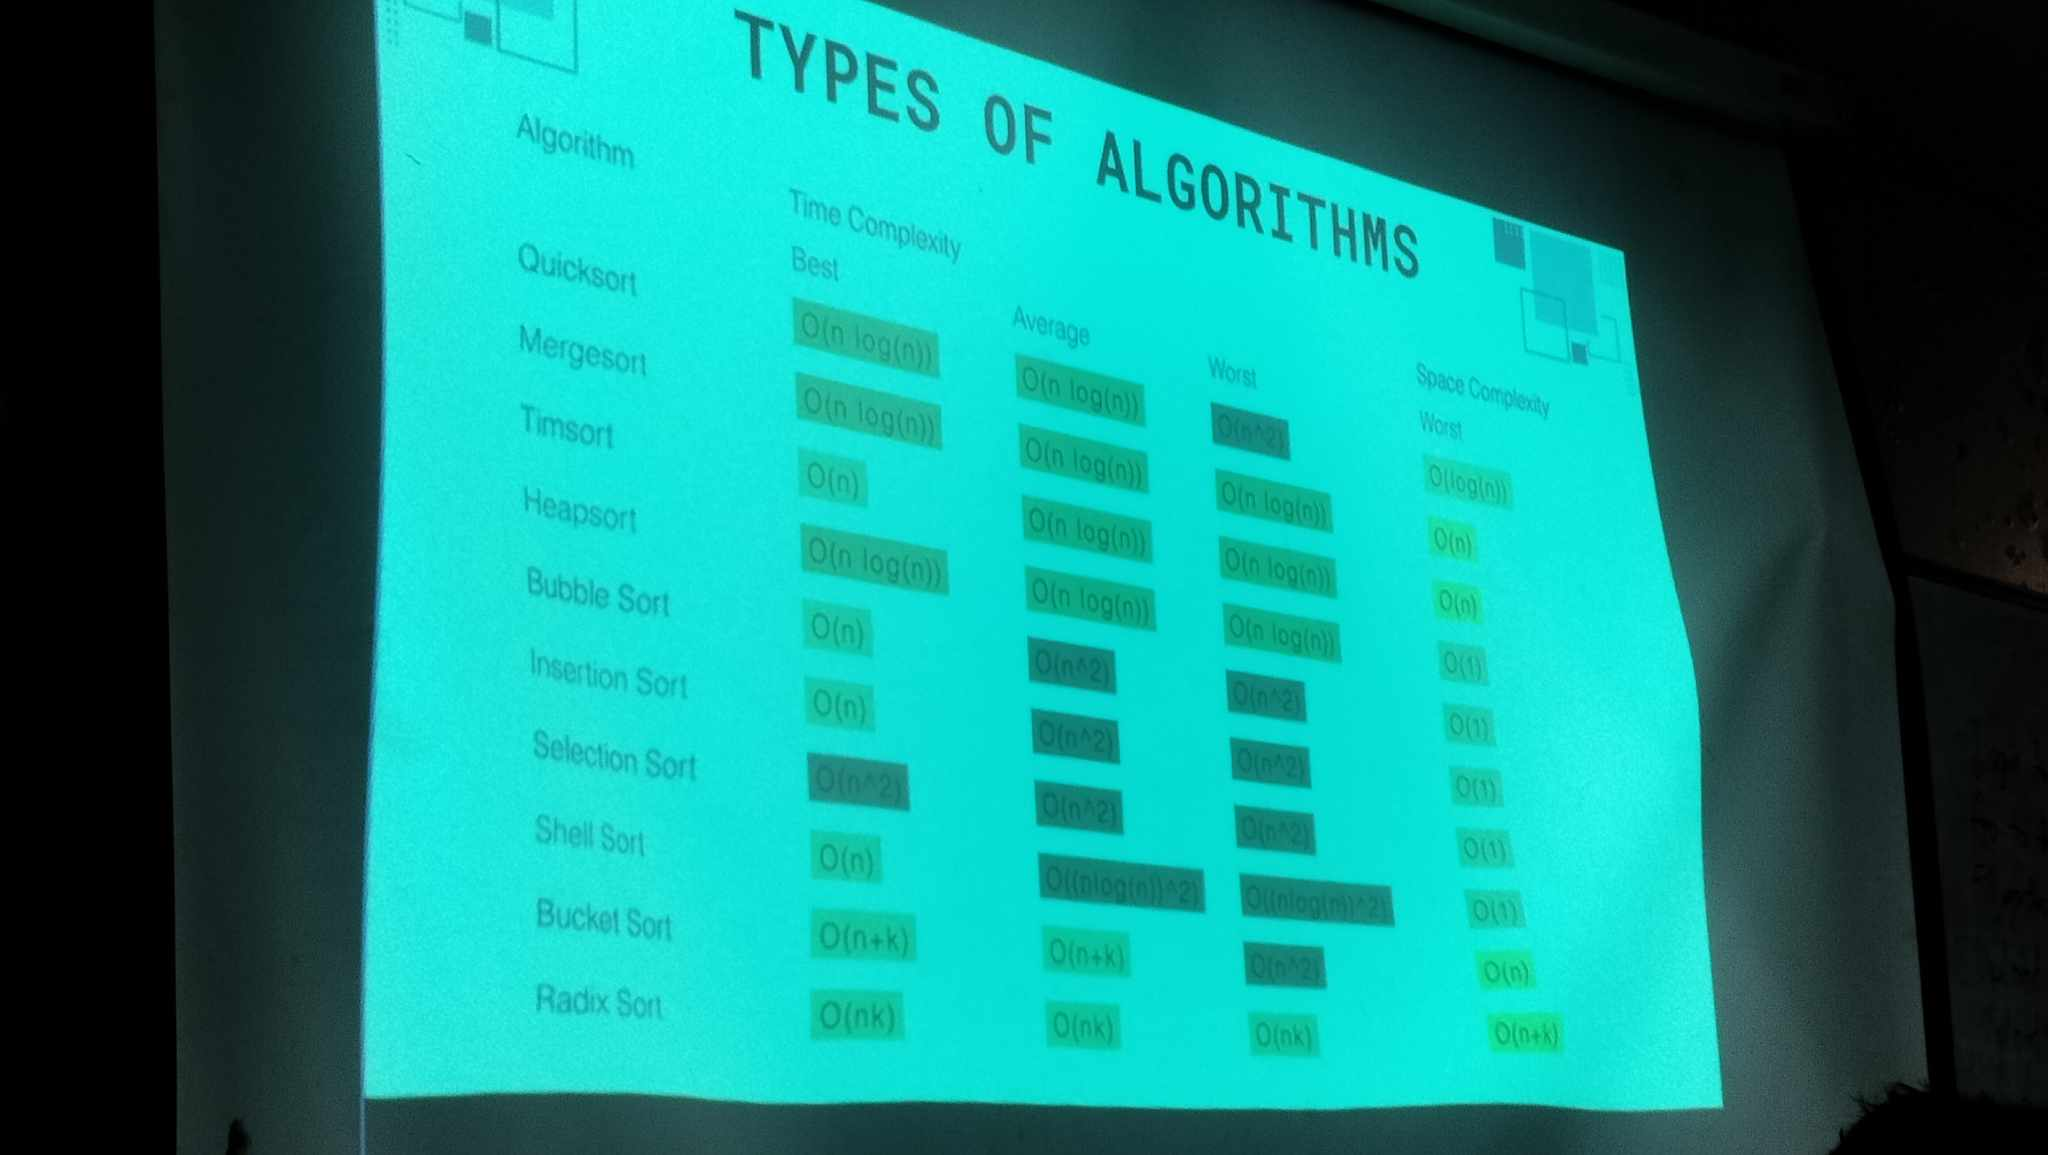 TYPES OF ALGORITHMS
Algorithm Time Complexity Space Complexity
Best Average Worst Worst
Quicksort O(n log(n)) O(n log(n)) O(n^2) O(log(n))
Mergesort O(n log(n)) O(n log(n)) O(n log(n)) O(n)
Timsort O(n) O(n log(n)) O(n log(n)) O(n)
Heapsort O(n log(n)) O(n log(n)) O(n log(n)) O(1)
Bubble Sort O(n) O(n^2) O(n^2) O(1)
Insertion Sort O(n) O(n^2) O(n^2) O(1)
Selection Sort O(n^2) O(n^2) O(n^2) O(1)
Shell Sort O(n) O((nlog(n))^2) O((nlog(n))^2) O(1)
Bucket Sort O(n+k) O(n+k) O(n^2) O(n)
Radix Sort O(nk) O(nk) O(nk) O(n+k)